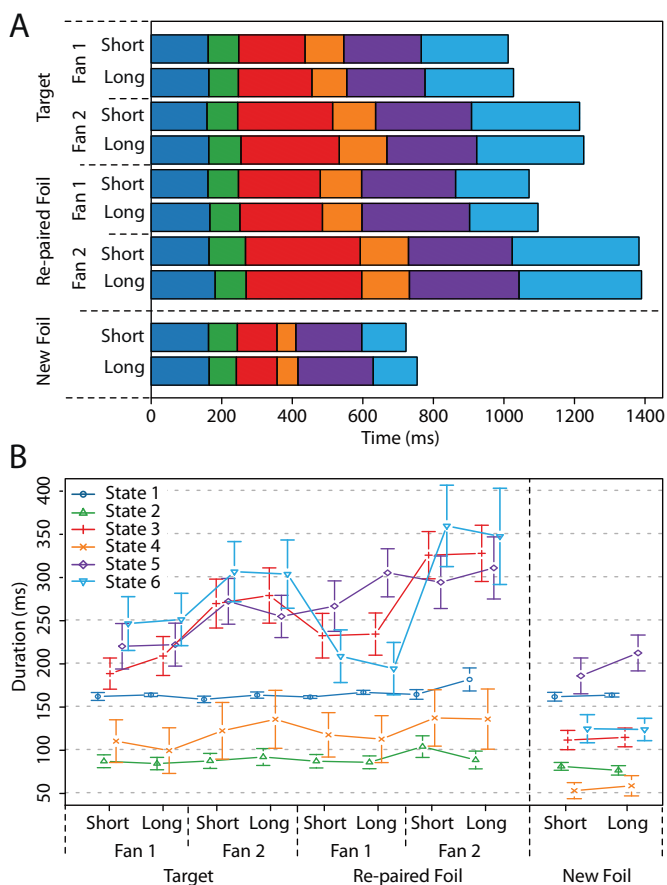 A
Target
Fan 1
Short
Long
Fan 2
Short
Long
Re-paired Foil
Fan 1
Short
Long
Fan 2
Short
Long
New Foil
Short
Long
0 200 400 600 800 1000 1200 1400
Time (ms)
B
Duration (ms)
400
350
300
250
200
150
100
50
State 1
State 2
State 3
State 4
State 5
State 6
Short Long Short Long Short Long Short Long Short Long
Fan 1 Fan 2 Fan 1 Fan 2
Target Re-paired Foil New Foil